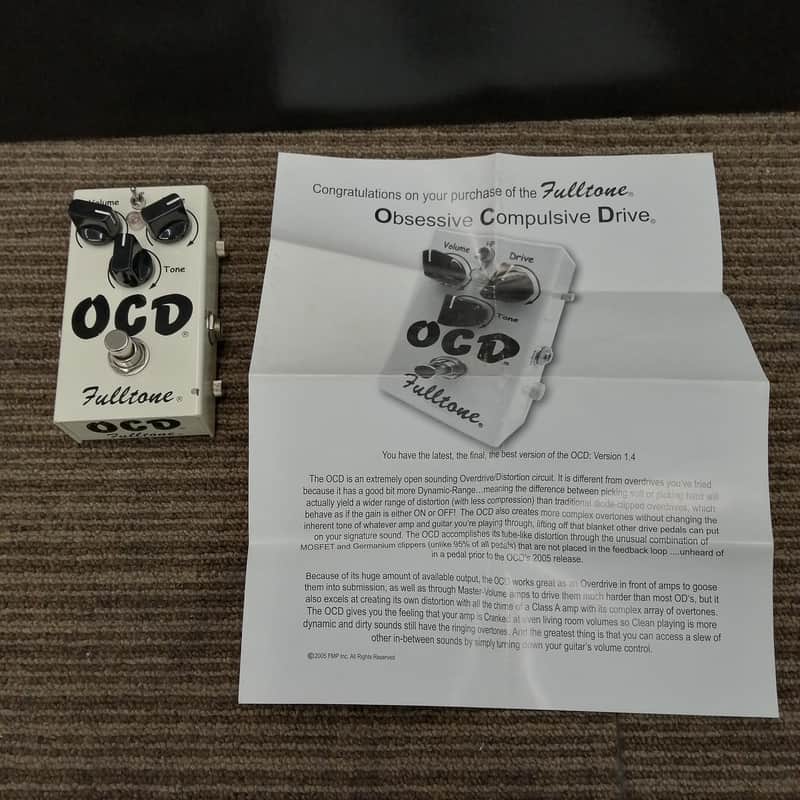 Volume
Tone
OCD®
Fulltone®
OCD
Fulltone
Congratulations on your purchase of the Fulltone®
Obsessive Compulsive Drive®
Volume
HP
Drive
Tone
OCD™
Fulltone®
You have the latest, the final, the best version of the OCD: Version 1.4
The OCD is an extremely open sounding Overdrive/Distortion circuit. It is different from overdrives you've tried
because it has a good bit more Dynamic-Range...meaning the difference between picking soft or picking hard will
actually yield a wider range of distortion (with less compression) than traditional diode-clipped overdrives, which
behave as if the gain is either ON or OFF! The OCD also creates more complex overtones without changing the
inherent tone of whatever amp and guitar you're playing through, lifting off that blanket other drive pedals can put
on your signature sound. The OCD accomplishes its tube-like distortion through the unusual combination of
MOSFET and Germanium clippers (unlike 95% of all pedals) that are not placed in the feedback loop ....unheard of
in a pedal prior to the OCD's 2005 release.
Because of its huge amount of available output, the OCD works great as an Overdrive in front of amps to goose
them into submission, as well as through Master-Volume amps to drive them much harder than most OD's, but it
also excels at creating its own distortion with all the chime of a Class A amp with its complex array of overtones.
The OCD gives you the feeling that your amp is Cranked at even living room volumes so Clean playing is more
dynamic and dirty sounds still have the ringing overtones. And the greatest thing is that you can access a slew of
other in-between sounds by simply turning down your guitar's volume control.
©2005 FMP Inc. All Rights Reserved